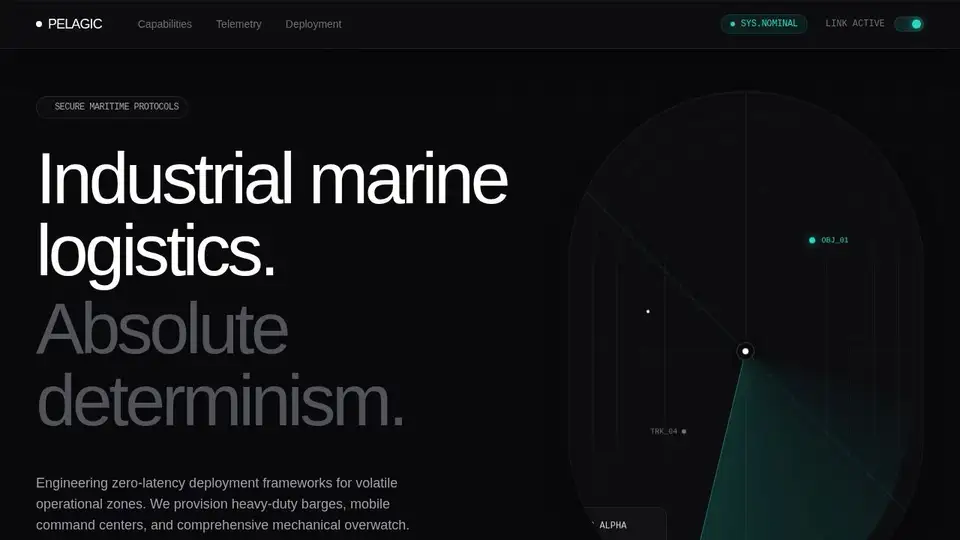 PELAGIC
Capabilities
Telemetry
Deployment
SYS.NOMINAL
LINK ACTIVE
SECURE MARITIME PROTOCOLS
Industrial marine
logistics.
Absolute
determinism.
Engineering zero-latency deployment frameworks for volatile
operational zones. We provision heavy-duty barges, mobile
command centers, and comprehensive mechanical overwatch.
OBJ_01
TRK_04
ALPHA